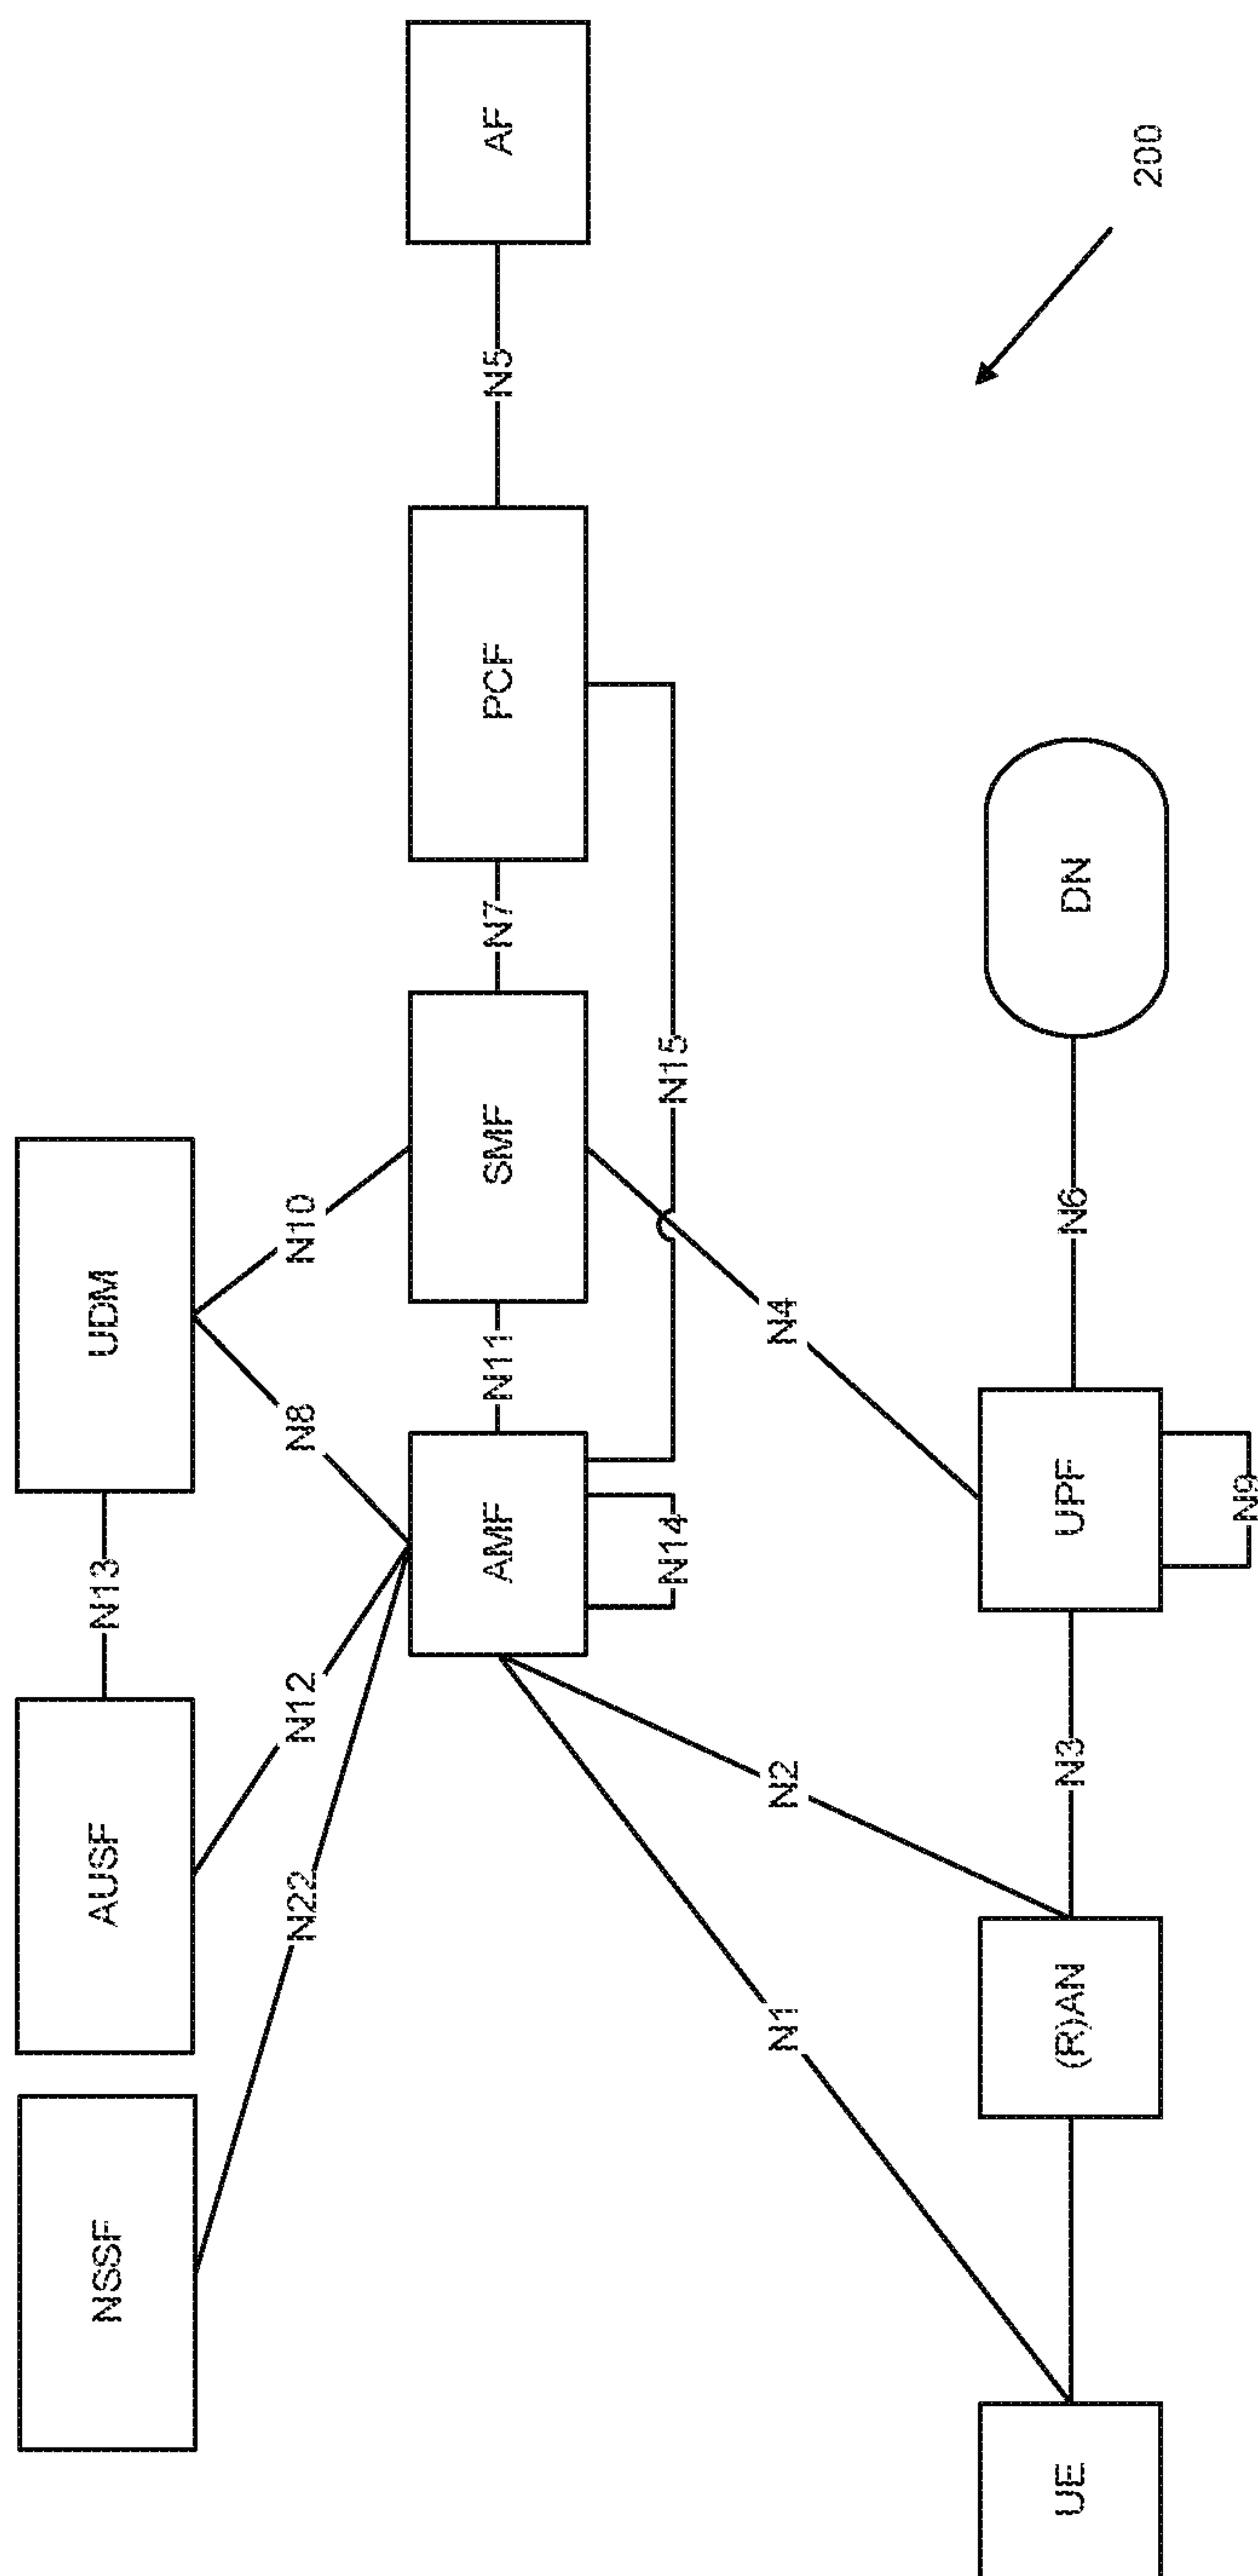 NSSF
AUSF
N13
UDM
N22
N12
N8
N10
AMF
N11
SMF
N7
PCF
N5
AF
N14
N15
N1
N2
N4
UE
(R)AN
N3
UPF
N6
DN
N9
200